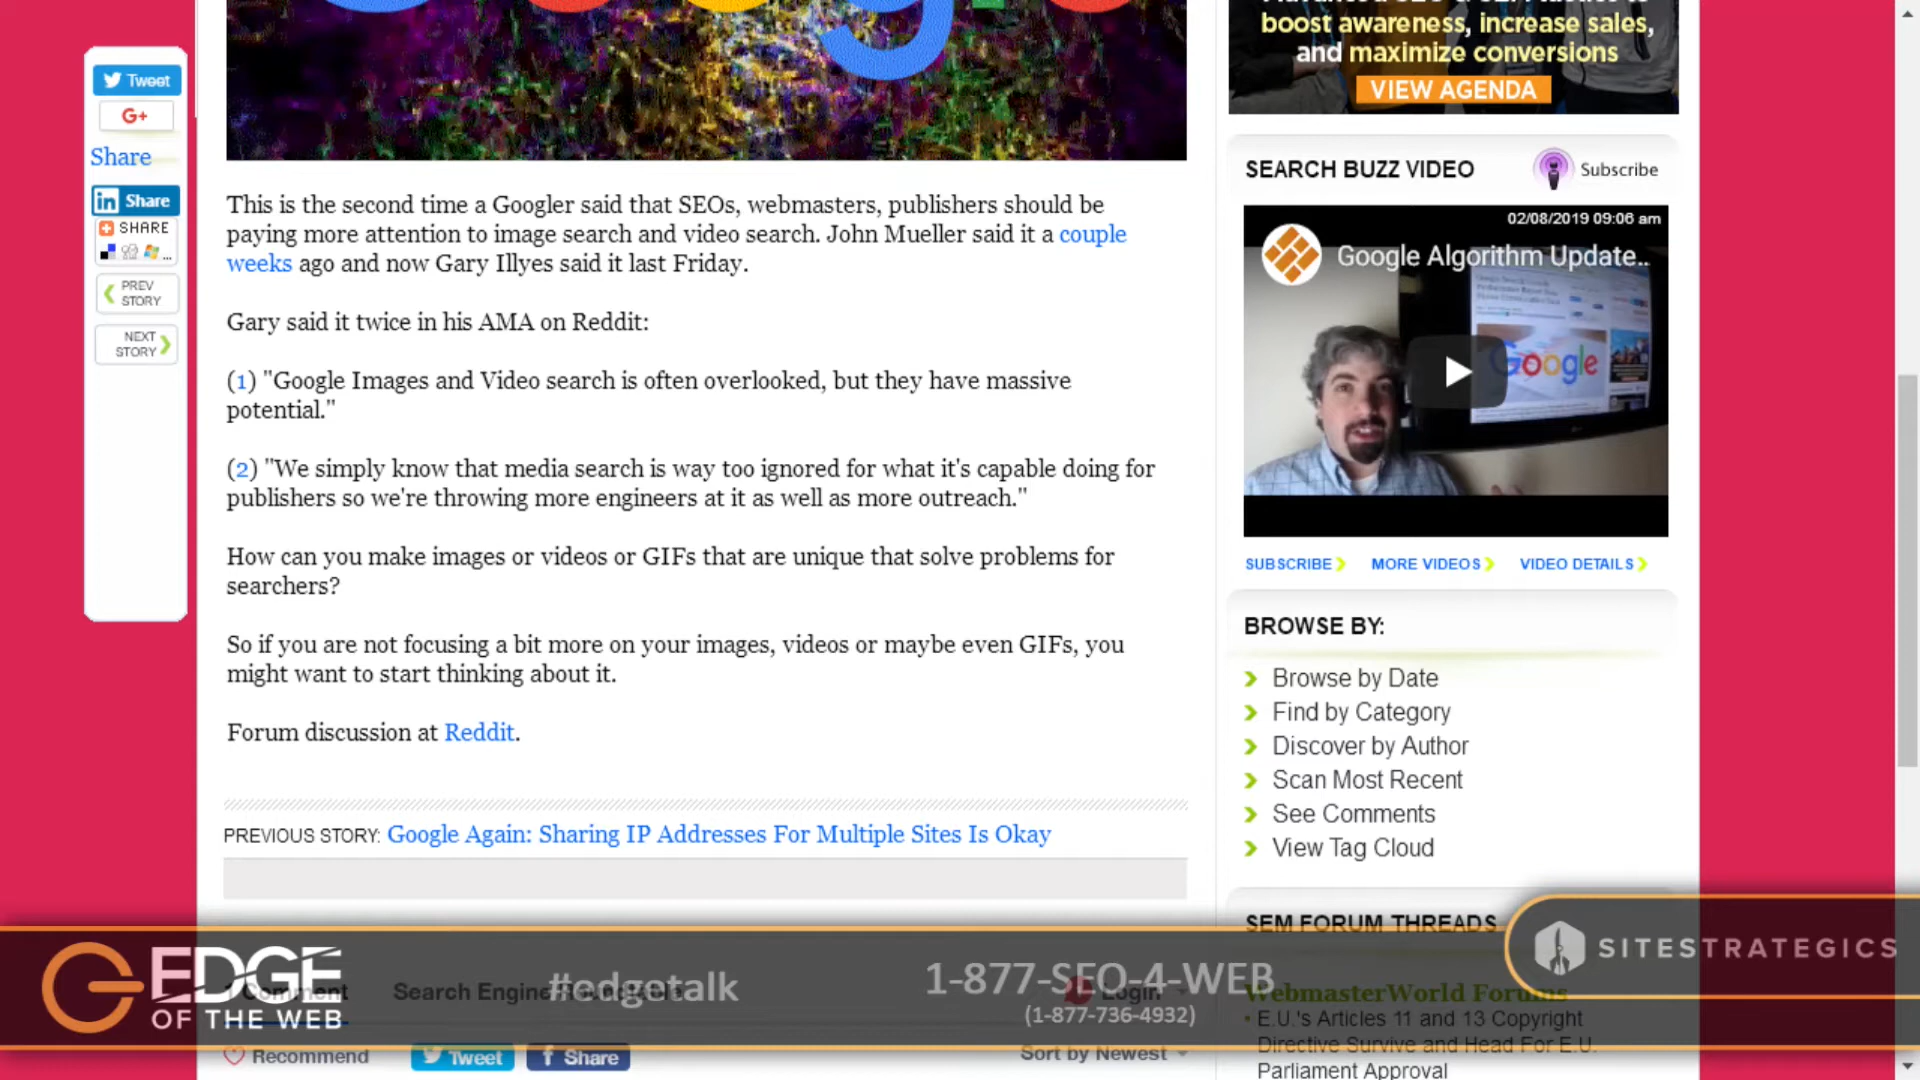 boost awareness, increase sales,
and maximize conversions
VIEW AGENDA
Tweet
G+
Share
in Share
SHARE
PREV
STORY
NEXT
STORY
This is the second time a Googler said that SEOs, webmasters, publishers should be
paying more attention to image search and video search. John Mueller said it a couple
weeks ago and now Gary Illyes said it last Friday.
Gary said it twice in his AMA on Reddit:
(1) "Google Images and Video search is often overlooked, but they have massive
potential."
(2) "We simply know that media search is way too ignored for what it's capable doing for
publishers so we're throwing more engineers at it as well as more outreach."
How can you make images or videos or GIFs that are unique that solve problems for
searchers?
So if you are not focusing a bit more on your images, videos or maybe even GIFs, you
might want to start thinking about it.
Forum discussion at Reddit.
PREVIOUS STORY: Google Again: Sharing IP Addresses For Multiple Sites Is Okay
SEARCH BUZZ VIDEO
Subscribe
02/08/2019 09:06 am
Google Algorithm Update...
Google
SUBSCRIBE
MORE VIDEOS
VIDEO DETAILS
BROWSE BY:
Browse by Date
Find by Category
Discover by Author
Scan Most Recent
See Comments
View Tag Cloud
SEM FORUM THREADS
SITESTRATEGICS
EDGE
OF THE WEB
Comment
Search Engine
#edgetalk
1-877-SEO-4-WEB
(1-877-736-4932)
Login
WebmasterWorld Forums
E.U.'s Articles 11 and 13 Copyright
Directive Survive and Head For E.U.
Parliament Approval
Recommend
Tweet
f Share
Sort by Newest